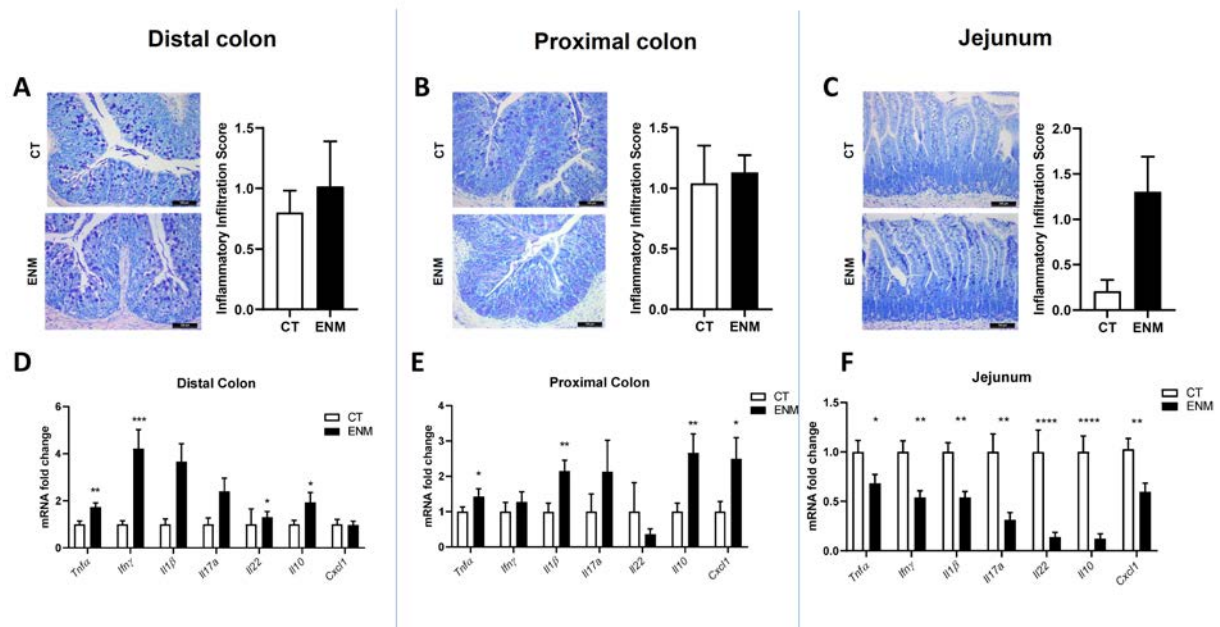 Distal colon
Proximal colon
Jejunum
A
CT
ENM
Inflammatory Infiltration Score
1.5
1.0
0.5
0.0
CT
ENM
B
CT
ENM
Inflammatory Infiltration Score
1.5
1.0
0.5
0.0
CT
ENM
C
CT
ENM
Inflammatory Infiltration Score
2.0
1.5
1.0
0.5
0.0
CT
ENM
D
Distal Colon
CT
ENM
mRNA fold change
6
4
2
0
**
***
*
*
Tnfα
Ifnγ
Il1β
Il17a
Il22
Il10
Cxcl1
E
Proximal Colon
CT
ENM
mRNA fold change
4
3
2
1
0
*
**
**
*
Tnfα
Ifnγ
Il1β
Il17a
Il22
Il10
Cxcl1
F
Jejunum
CT
ENM
mRNA fold change
1.5
1.0
0.5
0.0
*
**
**
**
****
****
**
Tnfα
Ifnγ
Il1β
Il17a
Il22
Il10
Cxcl1